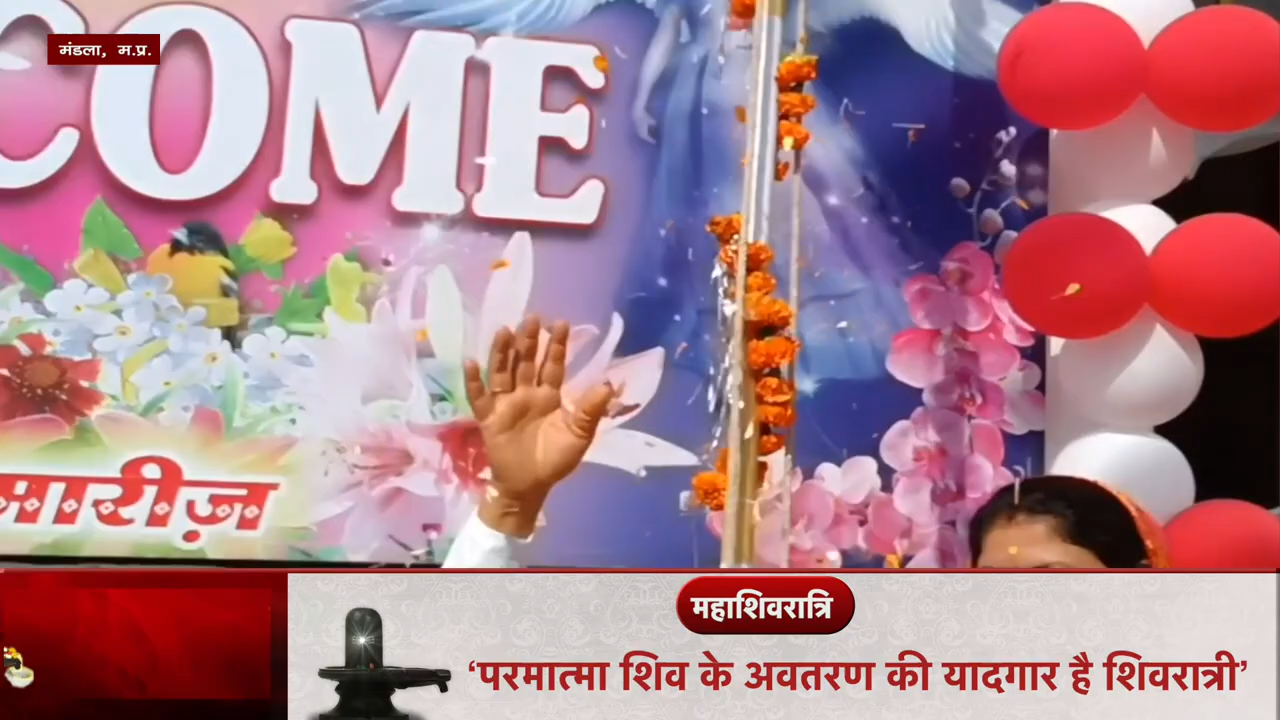 मंडला, म.प्र.
COME
मारीज़
महाशिवरात्रि
‘परमात्मा शिव के अवतरण की यादगार है शिवरात्री’